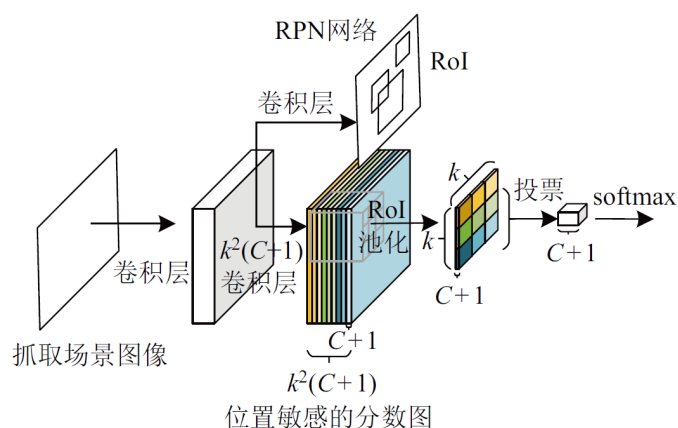 RPN网络
RoI
卷积层
卷积层
k²(C+1)
卷积层
RoI
池化
k
k
投票
softmax
C+1
C+1
C+1
k²(C+1)
抓取场景图像
位置敏感的分数图